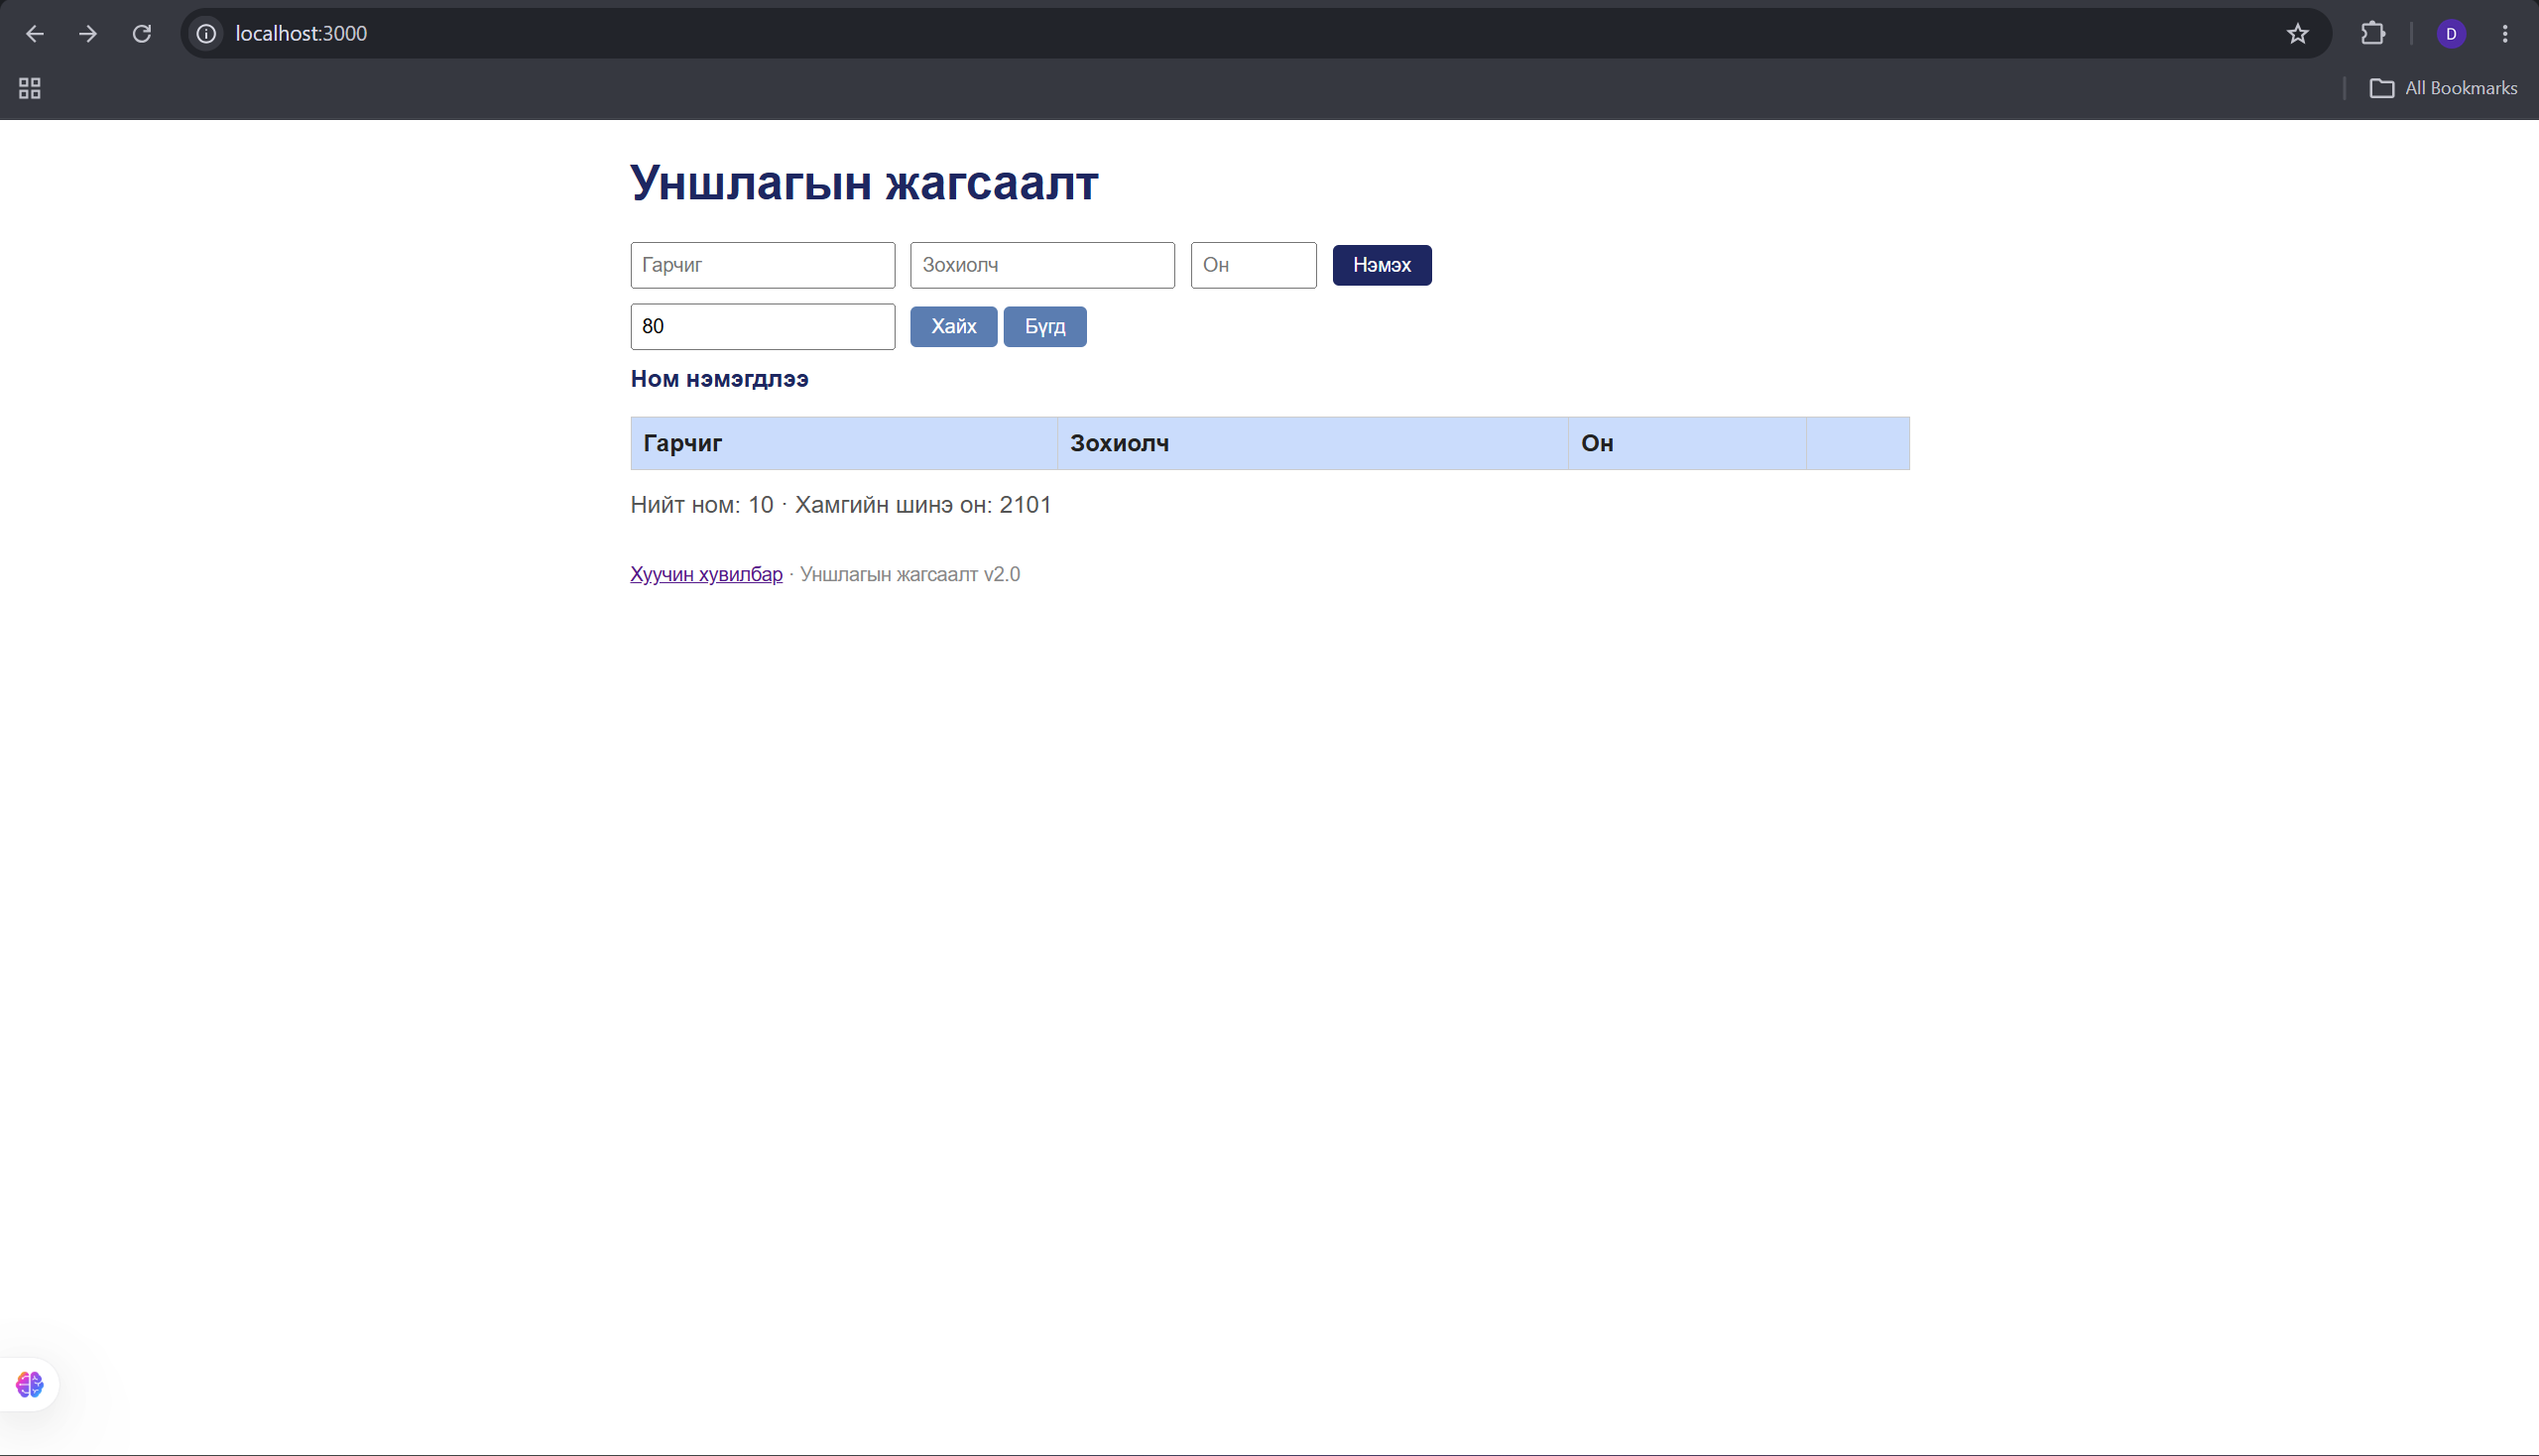 localhost:3000
D
All Bookmarks
Уншлагын жагсаалт
Гарчиг Зохиолч Он Нэмэх
80 Хайх Бүгд
Ном нэмэгдлээ
Гарчиг Зохиолч Он
Нийт ном: 10 · Хамгийн шинэ он: 2101
Хуучин хувилбар · Уншлагын жагсаалт v2.0